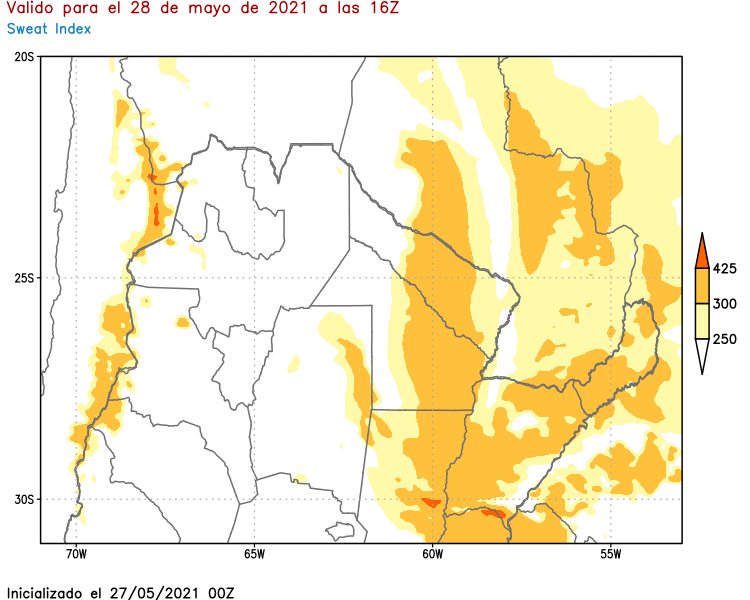 Valido para el 28 de mayo de 2021 a las 16Z
Sweat Index
20S
25S
30S
70W
65W
60W
55W
425
300
250
Inicializado el 27/05/2021 00Z